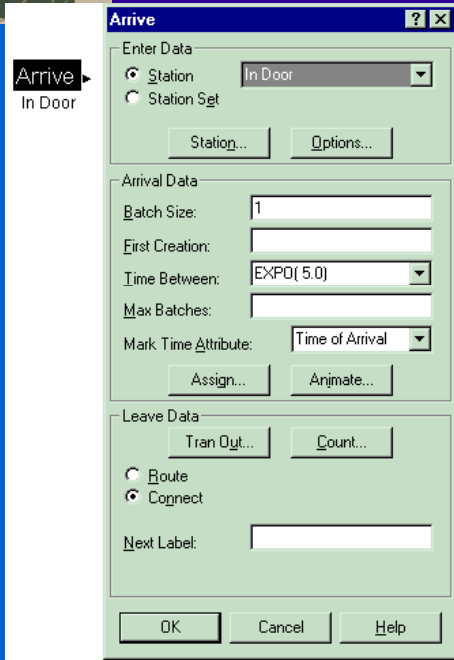 Arrive
Arrive
In Door
Enter Data
Station In Door
Station Set
Station... Options...
Arrival Data
Batch Size: 1
First Creation:
Time Between: EXPO( 5.0)
Max Batches:
Mark Time Attribute: Time of Arrival
Assign... Animate...
Leave Data
Tran Out... Count...
Route
Connect
Next Label:
OK Cancel Help